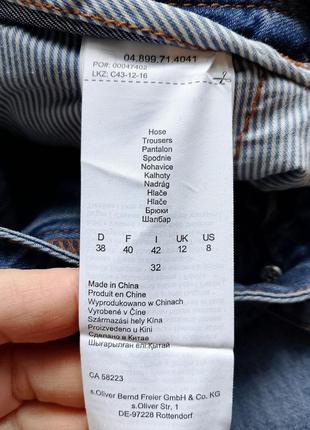 04.899.71.4041
PO#: 00047402
LKZ: C43-12-16
Hose
Trousers
Pantalon
Spodnie
Nohavice
Kalhoty
Nadrág
Hlače
Hlače
Брюки
Шалбар
D F I UK US
38 40 42 12 8
32
Made in China
Produit en Chine
Wyprodukowano w Chinach
Vyrobené v Číne
Származási hely Kína
Proizvedeno u Kini
Сделано в Китае
Шығарылған ел:Қытай
CA 58223
s.Oliver Bernd Freier GmbH & Co. KG
s.Oliver Str. 1
DE-97228 Rottendorf